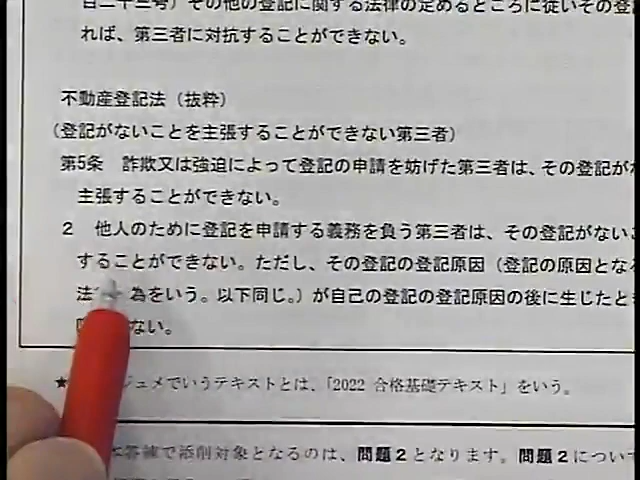 百二十三号）その他の登記に関する法律の定めるところに従いその登
れば、第三者に対抗することができない。
不動産登記法（抜粋）
（登記がないことを主張することができない第三者）
第5条　詐欺又は強迫によって登記の申請を妨げた第三者は、その登記が
主張することができない。
2　他人のために登記を申請する義務を負う第三者は、その登記がない
することができない。ただし、その登記の登記原因（登記の原因とな
法 為をいう。以下同じ。）が自己の登記の登記原因の後に生じたと
ない。
★ ジュメでいうテキストとは、「2022 合格基礎テキスト」をいう。
答練で添削対象となるのは、問題2となります。問題2につい